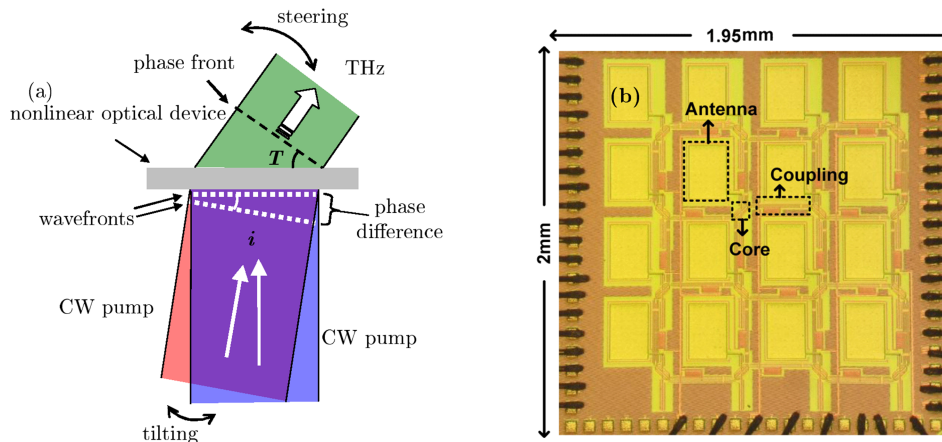 steering
phase front
THz
(a)
nonlinear optical device
T
wavefronts
phase
difference
i
CW pump
CW pump
tilting
1.95mm
2mm
(b)
Antenna
Coupling
Core